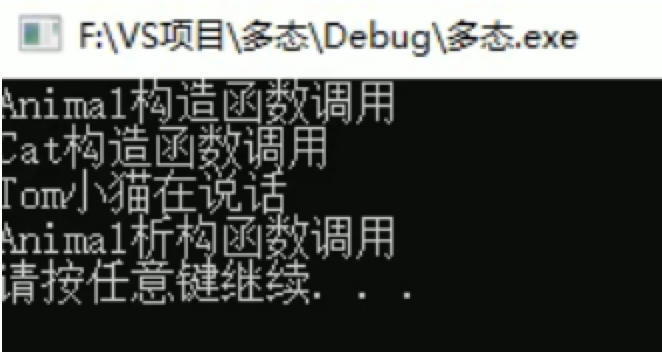 F:\VS项目\多态\Debug\多态.exe
Animal构造函数调用
Cat构造函数调用
Tom小猫在说话
Animal析构函数调用
请按任意键继续. . .